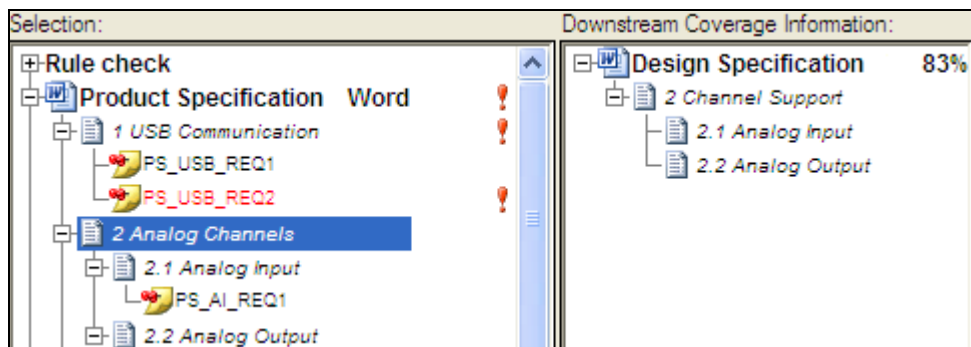 Selection:
Rule check
Product Specification Word
1 USB Communication
PS_USB_REQ1
PS_USB_REQ2
2 Analog Channels
2.1 Analog Input
PS_AI_REQ1
2.2 Analog Output
Downstream Coverage Information:
Design Specification 83%
2 Channel Support
2.1 Analog Input
2.2 Analog Output